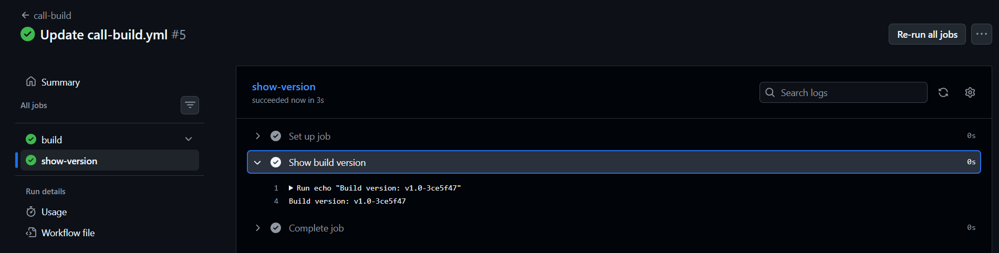 call-build
Update call-build.yml #5
Re-run all jobs
Summary
All jobs
build
show-version
Run details
Usage
Workflow file
show-version
succeeded now in 3s
Search logs
Set up job 0s
Show build version 0s
1 Run echo "Build version: v1.0-3ce5f47"
4 Build version: v1.0-3ce5f47
Complete job 0s